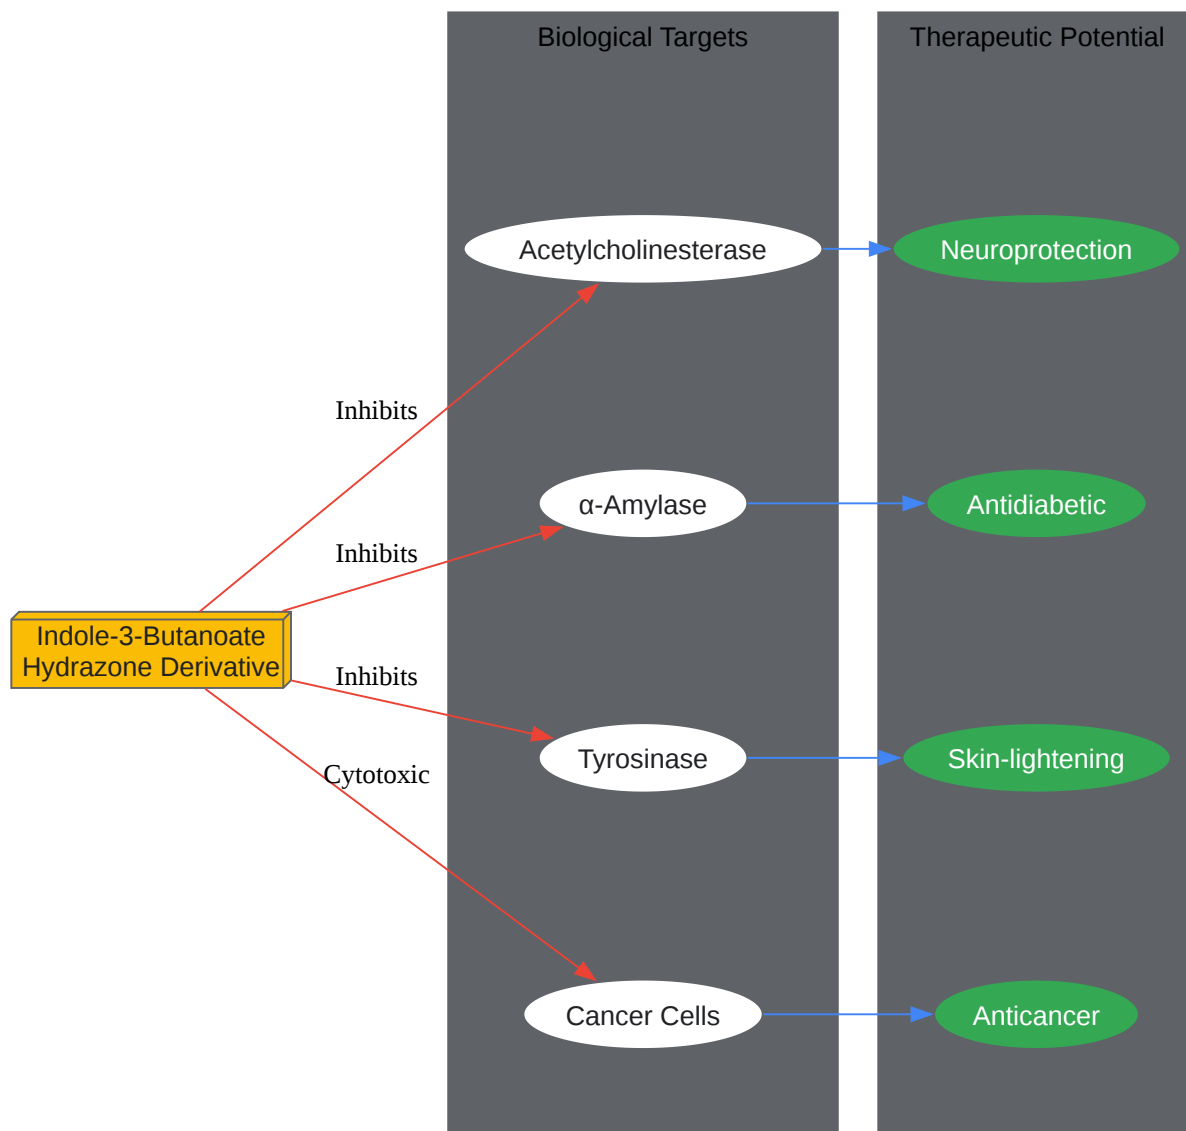 Biological Targets
Therapeutic Potential
Acetylcholinesterase
Neuroprotection
Inhibits
α-Amylase
Antidiabetic
Inhibits
Indole-3-Butanoate
Hydrazone Derivative
Inhibits
Tyrosinase
Skin-lightening
Cytotoxic
Cancer Cells
Anticancer